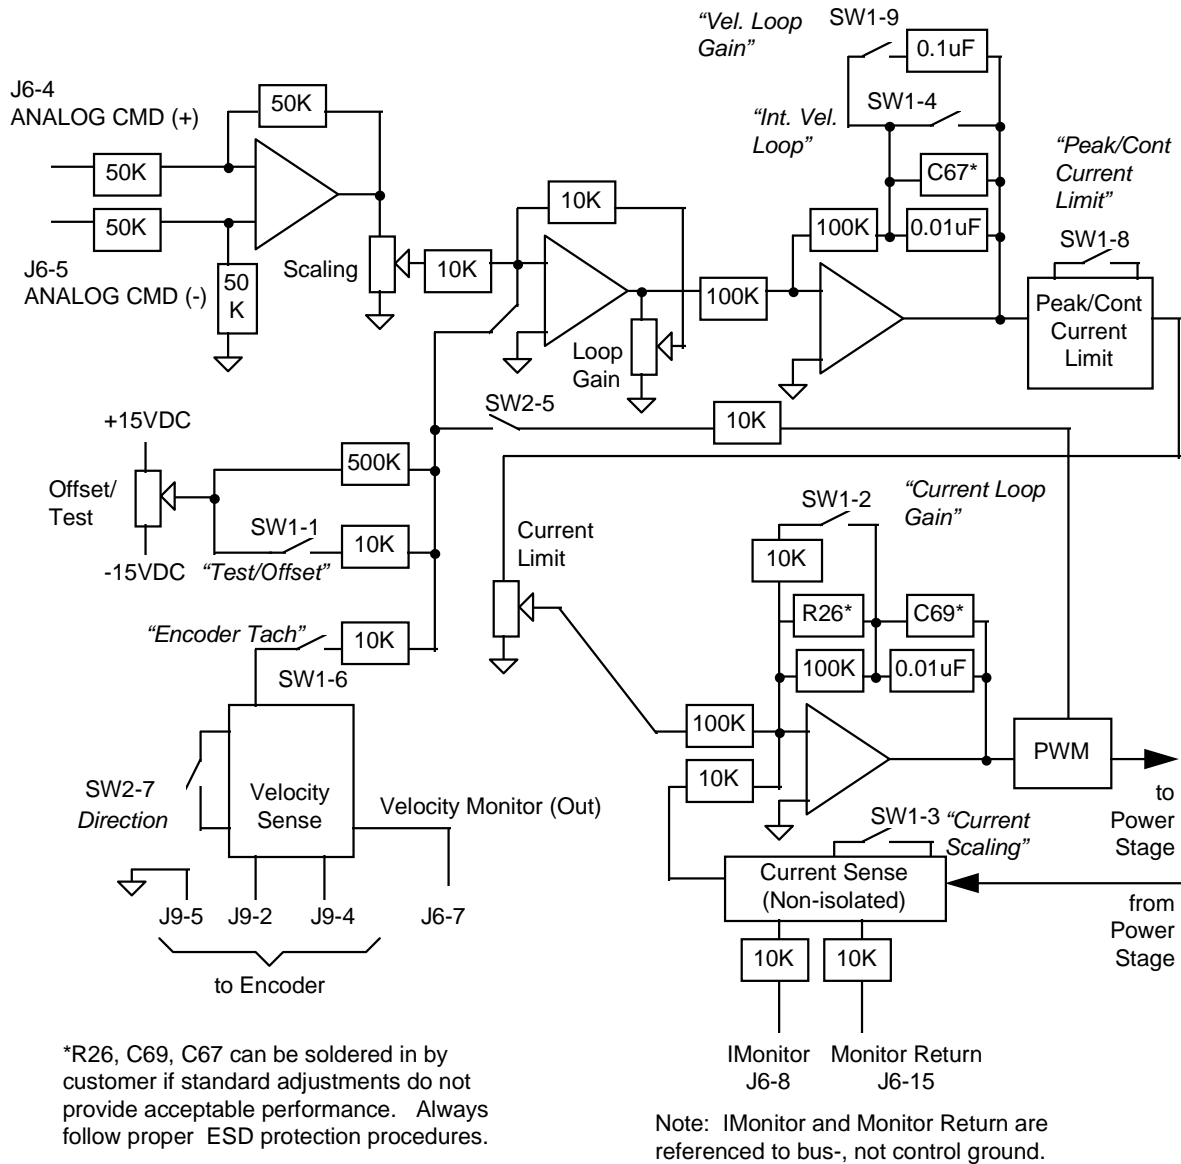 "Vel. Loop
Gain"
SW1-9
0.1uF
J6-4
ANALOG CMD (+)
50K
SW1-4
"Int. Vel.
Loop"
"Peak/Cont
Current
Limit"
50K
C67*
10K
50K
100K
0.01uF
SW1-8
J6-5
ANALOG CMD (-)
50
K
Scaling
10K
100K
Peak/Cont
Current
Limit
Loop
Gain
SW2-5
10K
+15VDC
500K
Offset/
Test
SW1-1
10K
-15VDC
"Test/Offset"
Current
Limit
SW1-2
"Current Loop
Gain"
10K
"Encoder Tach"
10K
SW1-6
R26*
C69*
100K
0.01uF
100K
10K
PWM
SW2-7
Direction
Velocity
Sense
Velocity Monitor (Out)
to
Power
Stage
SW1-3
"Current
Scaling"
Current Sense
(Non-isolated)
J9-5
J9-2
J9-4
J6-7
from
Power
Stage
10K
10K
to Encoder
IMonitor
J6-8
Monitor Return
J6-15
*R26, C69, C67 can be soldered in by
customer if standard adjustments do not
provide acceptable performance. Always
follow proper ESD protection procedures.
Note: IMonitor and Monitor Return are
referenced to bus-, not control ground.